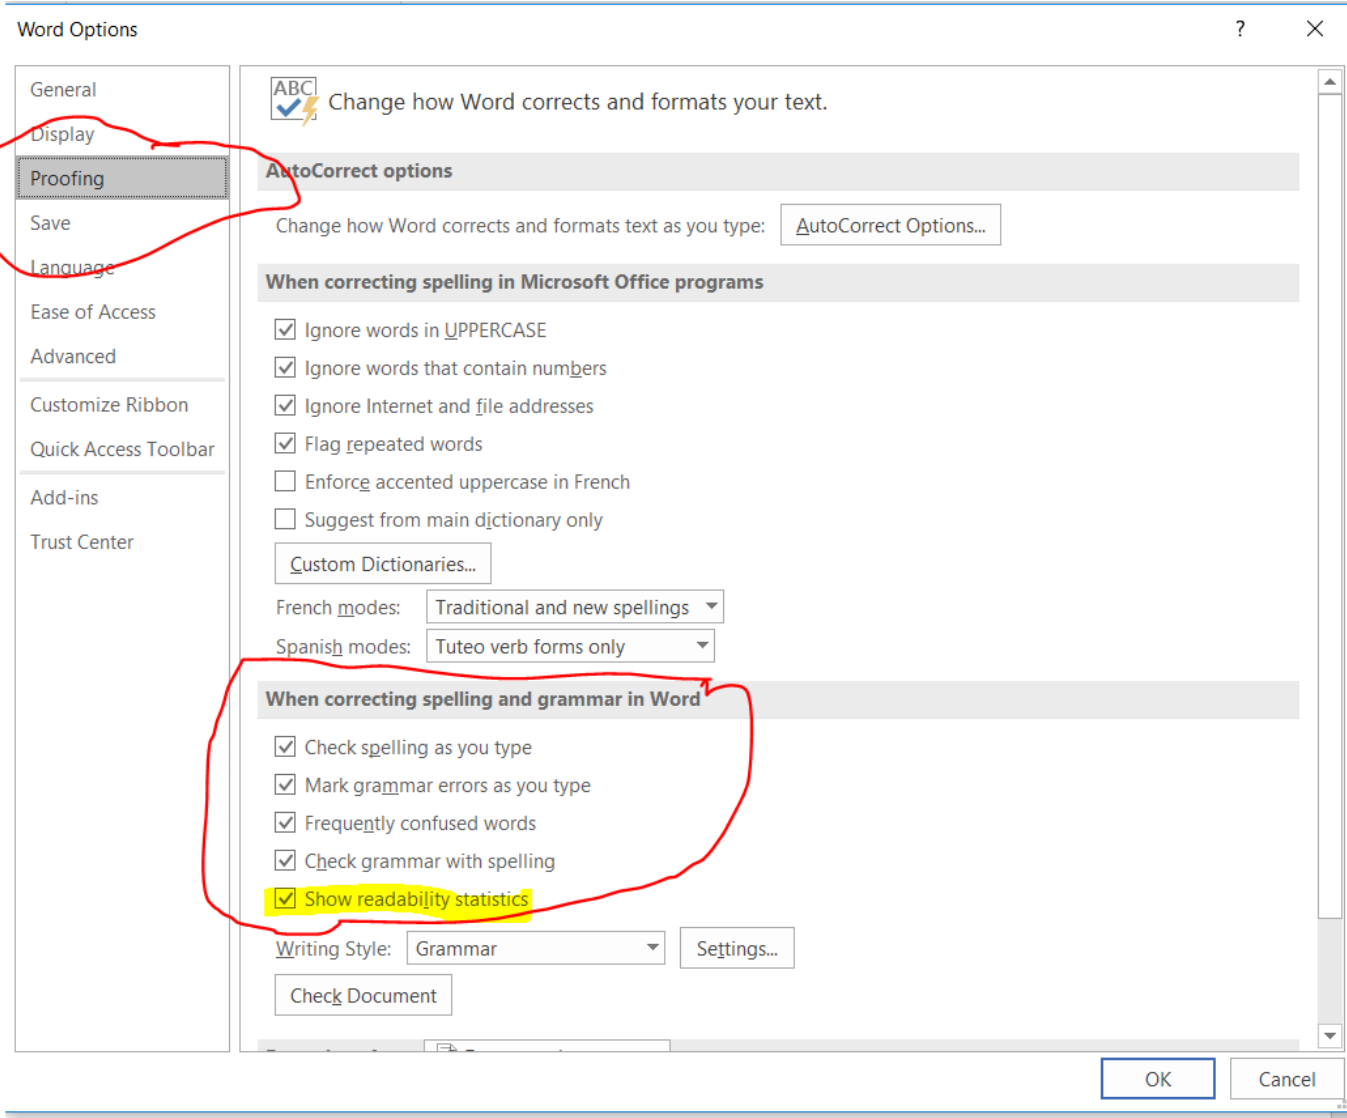 Word Options
?
General
Display
Proofing
Save
Language
Ease of Access
Advanced
Customize Ribbon
Quick Access Toolbar
Add-ins
Trust Center
ABC
Change how Word corrects and formats your text.
AutoCorrect options
Change how Word corrects and formats text as you type: AutoCorrect Options...
When correcting spelling in Microsoft Office programs
Ignore words in UPPERCASE
Ignore words that contain numbers
Ignore Internet and file addresses
Flag repeated words
Enforce accented uppercase in French
Suggest from main dictionary only
Custom Dictionaries...
French modes: Traditional and new spellings
Spanish modes: Tuteo verb forms only
When correcting spelling and grammar in Word
Check spelling as you type
Mark grammar errors as you type
Frequently confused words
Check grammar with spelling
Show readability statistics
Writing Style: Grammar Settings...
Check Document
OK Cancel